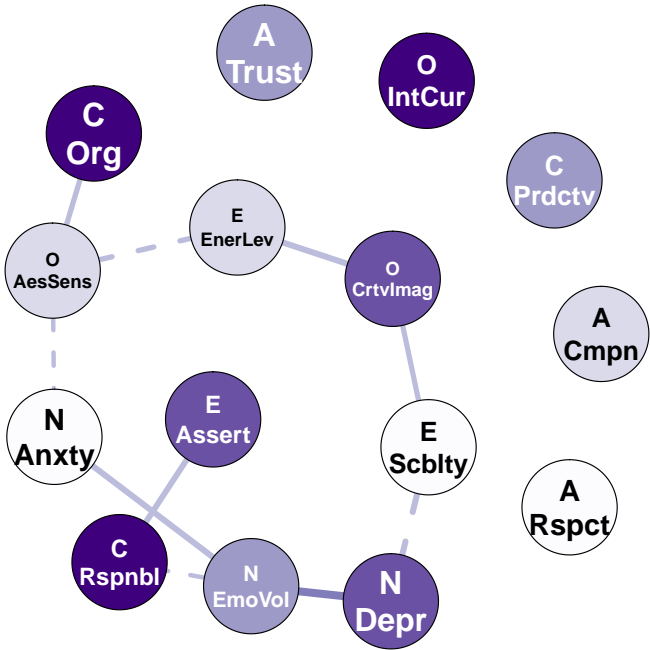 A
Trust
O
IntCur
C
Org
C
Prdctv
E
EnerLev
O
AesSens
O
CrtvImag
A
Cmpn
N
Anxty
E
Assert
E
Scblty
A
Rspct
C
Rspnbl
N
EmoVol
N
Depr